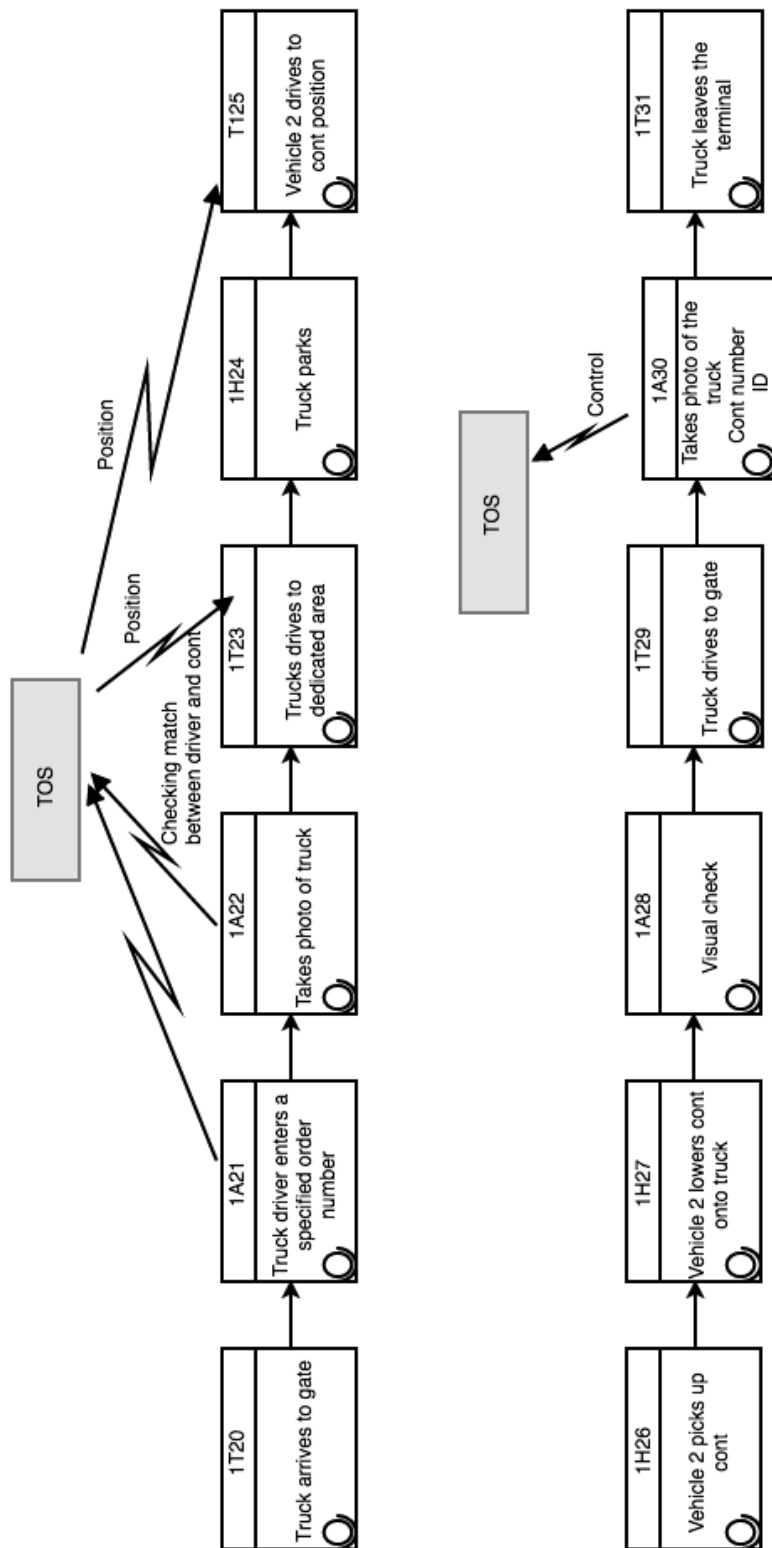 TOS
Position
Position
Checking match
between driver and cont
1T20
Truck arrives to gate
1A21
Truck driver enters a
specified order
number
1A22
Takes photo of truck
1T23
Trucks drives to
dedicated area
1H24
Truck parks
T125
Vehicle 2 drives to
cont position
TOS
Control
1H26
Vehicle 2 picks up
cont
1H27
Vehicle 2 lowers cont
onto truck
1A28
Visual check
1T29
Truck drives to gate
1A30
Takes photo of the
truck
Cont number
ID
1T31
Truck leaves the
terminal